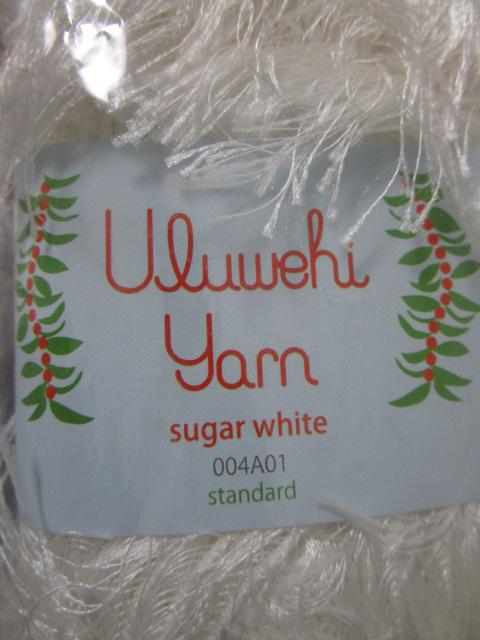 Uluwehi
Yarn
sugar white
004A01
standard